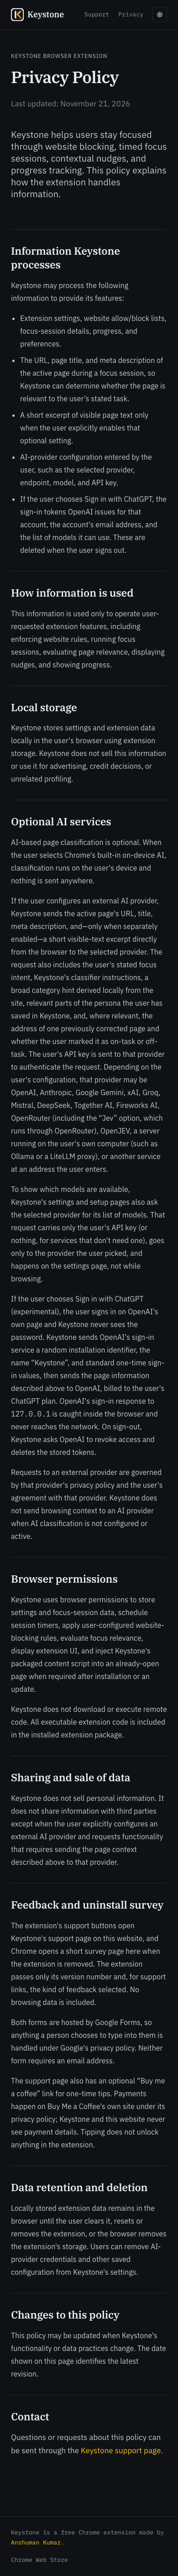 Keystone
Support Privacy
KEYSTONE BROWSER EXTENSION
Privacy Policy
Last updated: November 21, 2026
Keystone helps users stay focused
through website blocking, timed focus
sessions, contextual nudges, and
progress tracking. This policy explains
how the extension handles
information.
Information Keystone
processes
Keystone may process the following
information to provide its features:
• Extension settings, website allow/block lists,
focus-session details, progress, and
preferences.
• The URL, page title, and meta description of
the active page during a focus session, so
Keystone can determine whether the page is
relevant to the user's stated task.
• A short excerpt of visible page text only
when the user explicitly enables that
optional setting.
• AI-provider configuration entered by the
user, such as the selected provider,
endpoint, model, and API key.
• If the user chooses Sign in with ChatGPT, the
sign-in tokens OpenAI issues for that
account, the account's email address, and
the list of models it can use. These are
deleted when the user signs out.
How information is used
This information is used only to operate user-
requested extension features, including
enforcing website rules, running focus
sessions, evaluating page relevance, displaying
nudges, and showing progress.
Local storage
Keystone stores settings and extension data
locally in the user's browser using extension
storage. Keystone does not sell this information
or use it for advertising, credit decisions, or
unrelated profiling.
Optional AI services
AI-based page classification is optional. When
the user selects Chrome's built-in on-device AI,
classification runs on the user's device and
nothing is sent anywhere.
If the user configures an external AI provider,
Keystone sends the active page's URL, title,
meta description, and—only when separately
enabled—a short visible-text excerpt directly
from the browser to the selected provider. The
request also includes the user's stated focus
intent, Keystone's classifier instructions, a
broad category hint derived locally from the
site, relevant parts of the persona the user has
saved in Keystone, and, where relevant, the
address of one previously corrected page and
whether the user marked it as on-task or off-
task. The user's API key is sent to that provider
to authenticate the request. Depending on the
user's configuration, that provider may be
OpenAI, Anthropic, Google Gemini, xAI, Groq,
Mistral, DeepSeek, Together AI, Fireworks AI,
OpenRouter (including the “Jev” option, which
runs through OpenRouter), OpenJEV, a server
running on the user's own computer (such as
Ollama or a LiteLLM proxy), or another service
at an address the user enters.
To show which models are available,
Keystone's settings and setup pages also ask
the selected provider for its list of models. That
request carries only the user's API key (or
nothing, for services that don't need one), goes
only to the provider the user picked, and
happens on the settings page, not while
browsing.
If the user chooses Sign in with ChatGPT
(experimental), the user signs in on OpenAI's
own page and Keystone never sees the
password. Keystone sends OpenAI's sign-in
service a random installation identifier, the
name “Keystone”, and standard one-time sign-
in values, then sends the page information
described above to OpenAI, billed to the user's
ChatGPT plan. OpenAI's sign-in response to
127.0.0.1 is caught inside the browser and
never reaches the network. On sign-out,
Keystone asks OpenAI to revoke access and
deletes the stored tokens.
Requests to an external provider are governed
by that provider's privacy policy and the user's
agreement with that provider. Keystone does
not send browsing context to an AI provider
when AI classification is not configured or
active.
Browser permissions
Keystone uses browser permissions to store
settings and focus-session data, schedule
session timers, apply user-configured website-
blocking rules, evaluate focus relevance,
display extension UI, and inject Keystone's
packaged content script into an already-open
page when required after installation or an
update.
Keystone does not download or execute remote
code. All executable extension code is included
in the installed extension package.
Sharing and sale of data
Keystone does not sell personal information. It
does not share information with third parties
except when the user explicitly configures an
external AI provider and requests functionality
that requires sending the page context
described above to that provider.
Feedback and uninstall survey
The extension's support buttons open
Keystone's support page on this website, and
Chrome opens a short survey page here when
the extension is removed. The extension
passes only its version number and, for support
links, the kind of feedback selected. No
browsing data is included.
Both forms are hosted by Google Forms, so
anything a person chooses to type into them is
handled under Google's privacy policy. Neither
form requires an email address.
The support page also has an optional “Buy me
a coffee” link for one-time tips. Payments
happen on Buy Me a Coffee's own site under its
privacy policy; Keystone and this website never
see payment details. Tipping does not unlock
anything in the extension.
Data retention and deletion
Locally stored extension data remains in the
browser until the user clears it, resets or
removes the extension, or the browser removes
the extension's storage. Users can remove AI-
provider credentials and other saved
configuration from Keystone's settings.
Changes to this policy
This policy may be updated when Keystone's
functionality or data practices change. The date
shown on this page identifies the latest
revision.
Contact
Questions or requests about this policy can
be sent through the Keystone support page.
Keystone is a free Chrome extension made by
Anshuman Kumar.
Chrome Web Store